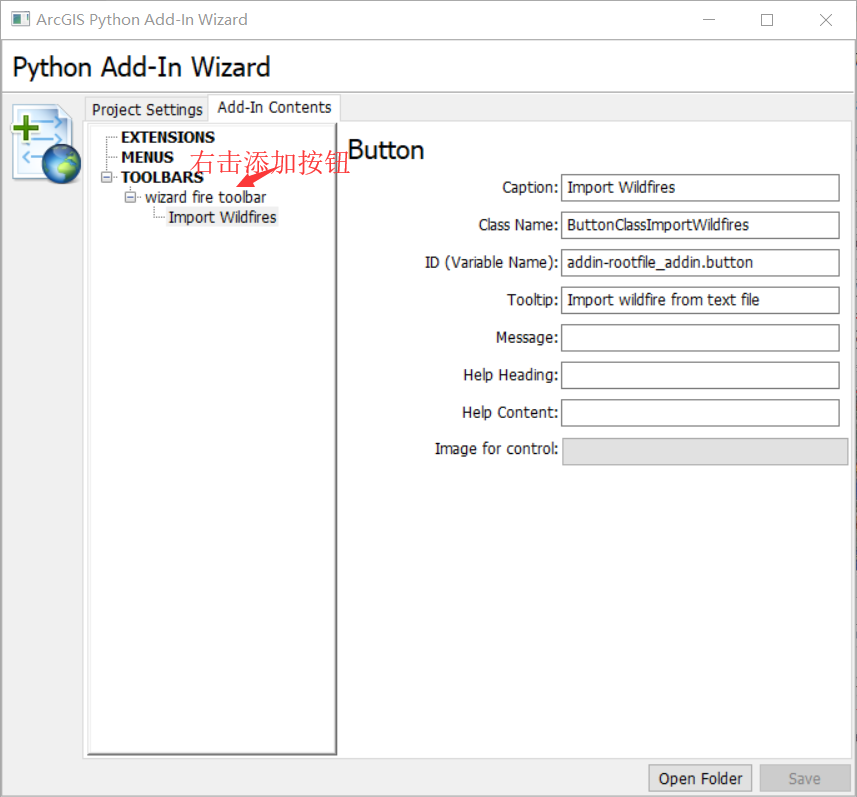 ArcGIS Python Add-In Wizard
Python Add-In Wizard
Project Settings
Add-In Contents
EXTENSIONS
MENUS
右击添加按钮
TOOLBARS
wizard fire toolbar
Import Wildfires
Button
Caption: Import Wildfires
Class Name: ButtonClassImportWildfires
ID (Variable Name): addin-rootfile_addin.button
Tooltip: Import wildfire from text file
Message:
Help Heading:
Help Content:
Image for control:
Open Folder
Save